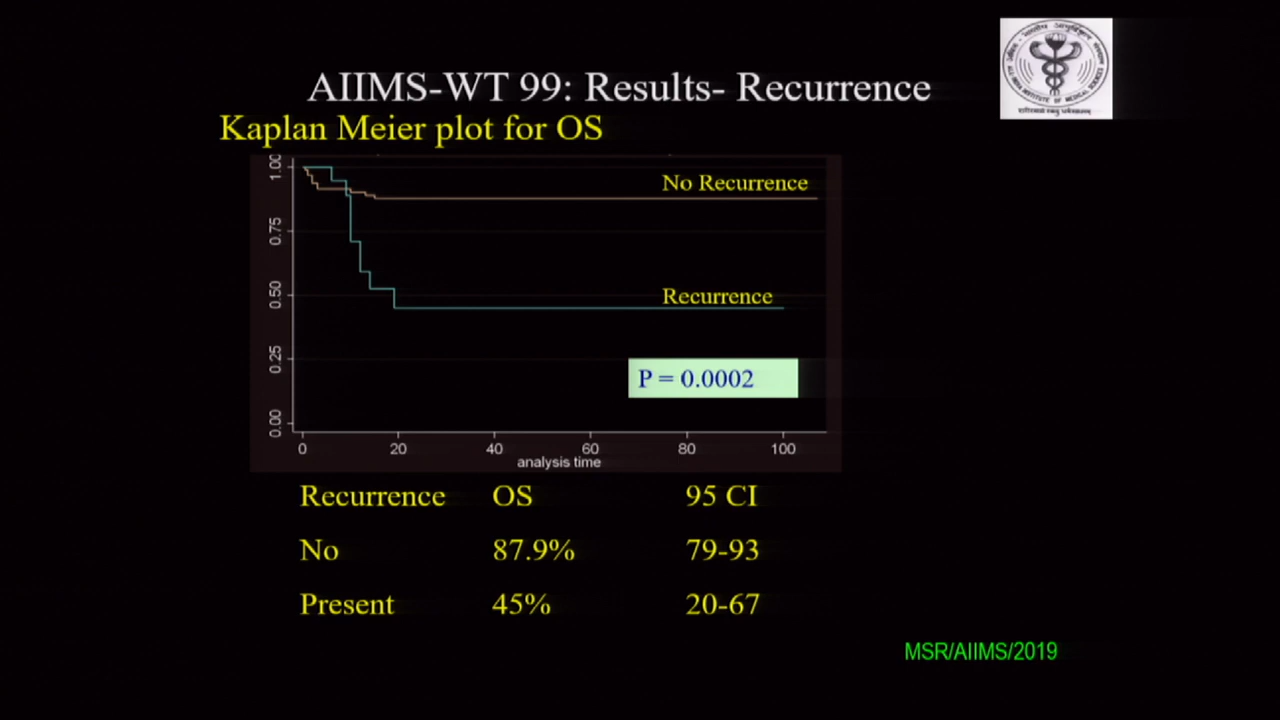 AIIMS-WT 99: Results- Recurrence
Kaplan Meier plot for OS
1.00
0.75
0.50
0.25
0.00
No Recurrence
Recurrence
P = 0.0002
0 20 40 60 80 100
analysis time
Recurrence OS 95 CI
No 87.9% 79-93
Present 45% 20-67
MSR/AIIMS/2019